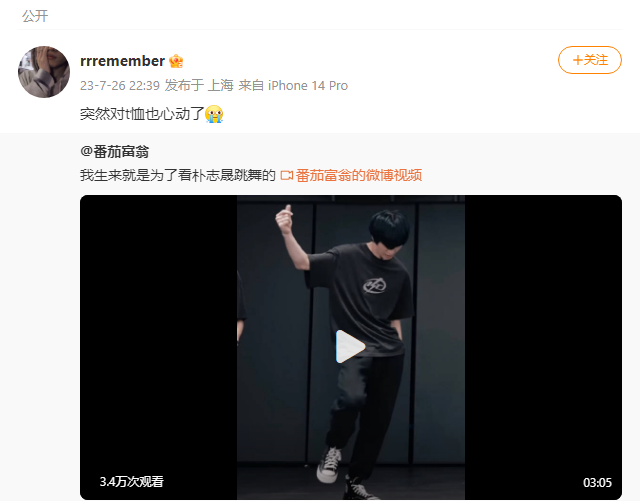 公开
rrremember
+关注
23-7-26 22:39 发布于 上海 来自 iPhone 14 Pro
突然对t恤也心动了
@番茄富翁
我生来就是为了看朴志晟跳舞的 番茄富翁的微博视频
3.4万次观看
03:05